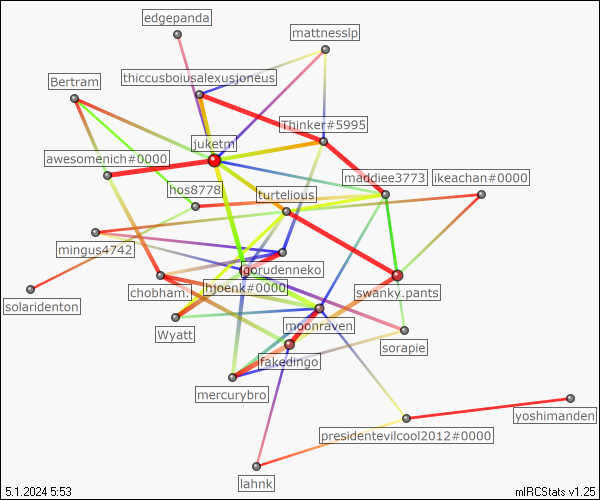 edgepanda
mattnesslp
thiccusboiusalexusjoneus
Bertram
Thinker#5995
juketm
awesomenich#0000
maddiee3773
ikeachan#0000
hos8778
turtelious
mingus4742
gorudenneko
solaridenton
chobham.
hjoenk#0000
swanky.pants
moonraven
Wyatt
sorapie
fakedingo
mercurybro
yoshimanden
presidentevilcool2012#0000
lahnk
5.1.2024 5:53
mIRCStats v1.25